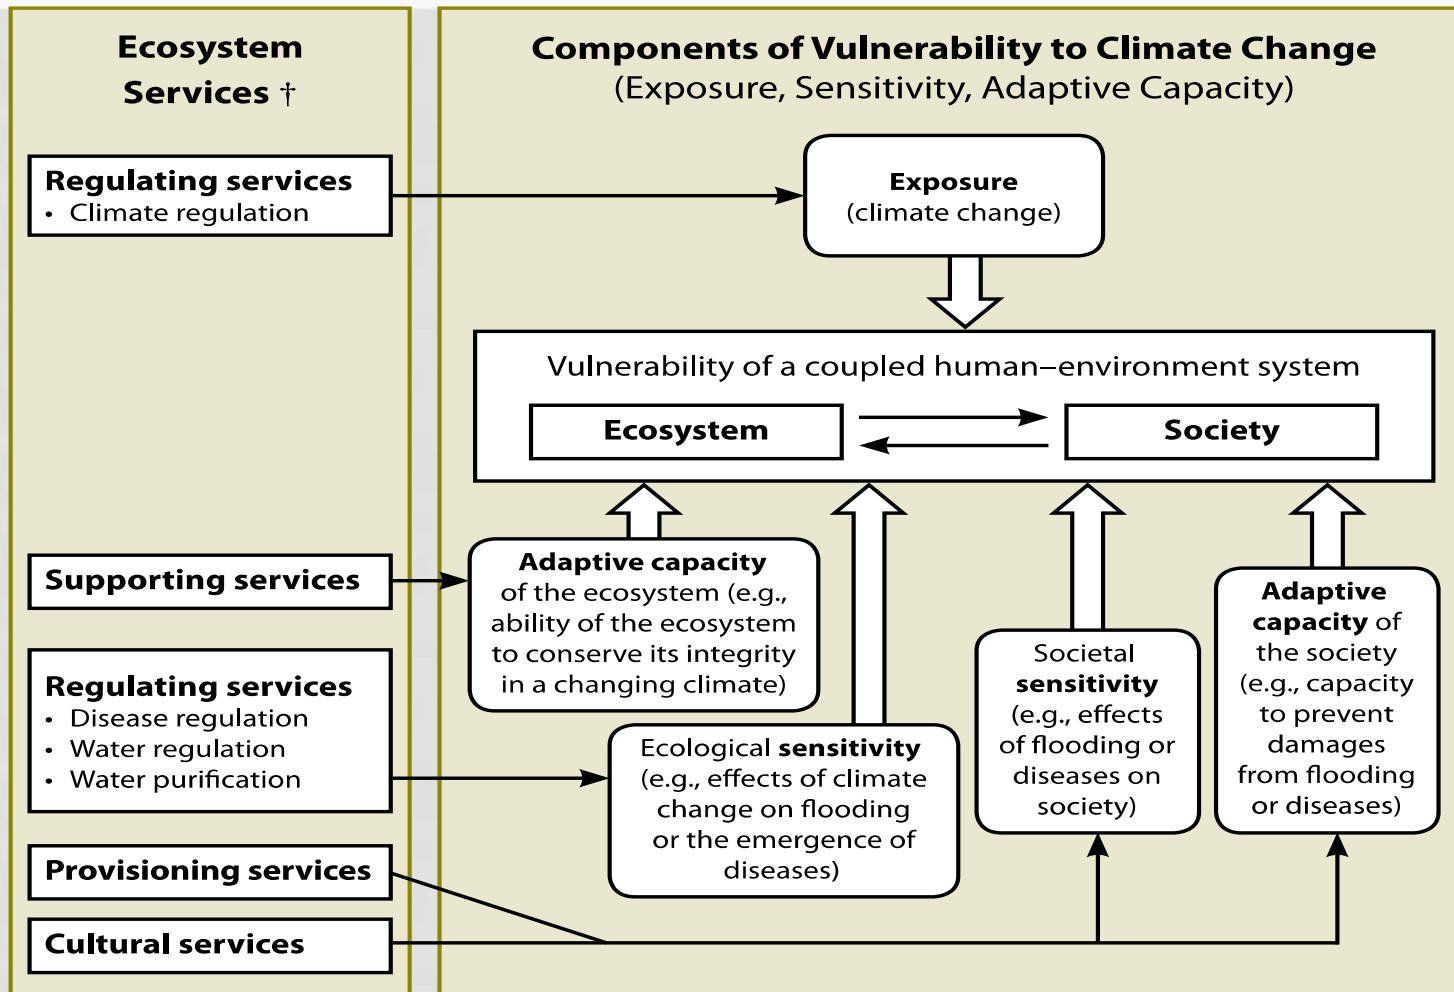 Ecosystem
Services †
Regulating services
• Climate regulation
Supporting services
Regulating services
• Disease regulation
• Water regulation
• Water purification
Provisioning services
Cultural services
Components of Vulnerability to Climate Change
(Exposure, Sensitivity, Adaptive Capacity)
Exposure
(climate change)
Vulnerability of a coupled human–environment system
Ecosystem
Society
Adaptive capacity
of the ecosystem (e.g.,
ability of the ecosystem
to conserve its integrity
in a changing climate)
Ecological sensitivity
(e.g., effects of climate
change on flooding
or the emergence of
diseases)
Societal
sensitivity
(e.g., effects
of flooding or
diseases on
society)
Adaptive
capacity of
the society
(e.g., capacity
to prevent
damages
from flooding
or diseases)